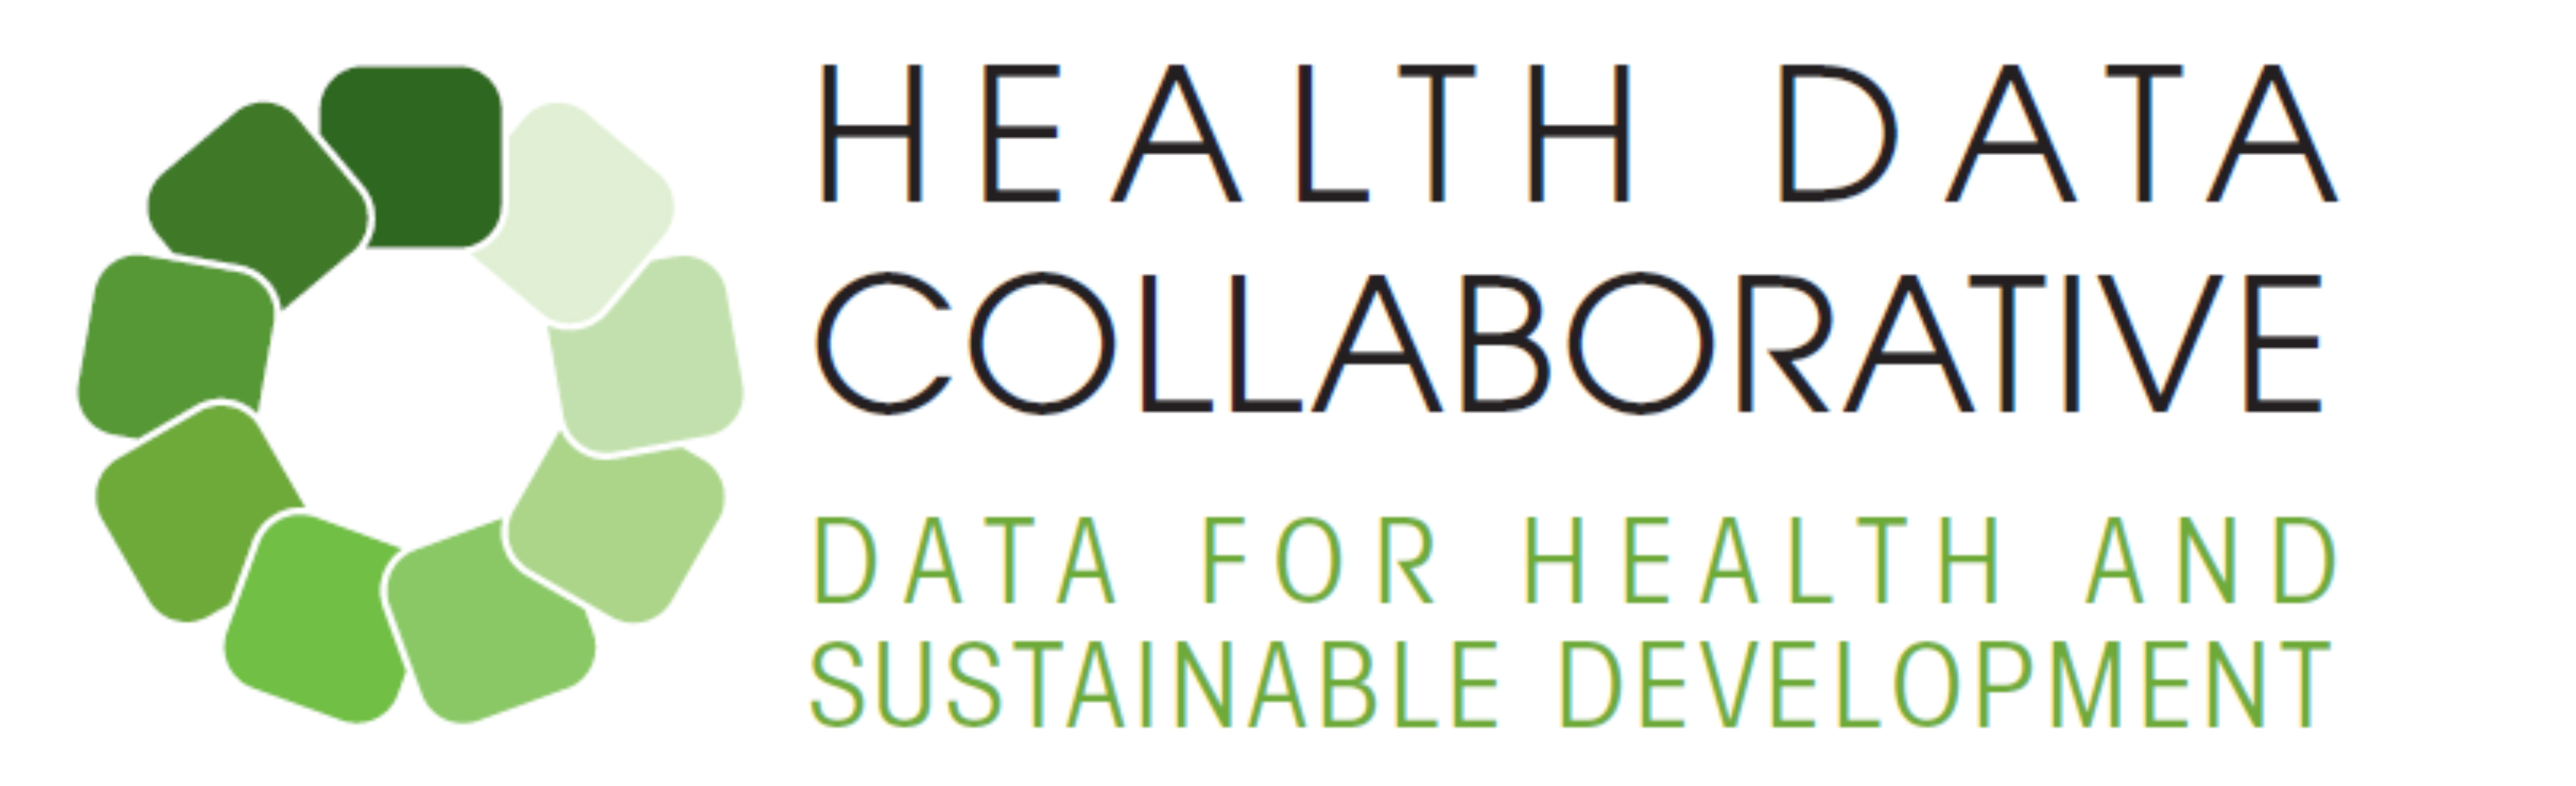 HEALTH DATA
COLLABORATIVE
DATA FOR HEALTH AND
SUSTAINABLE DEVELOPMENT